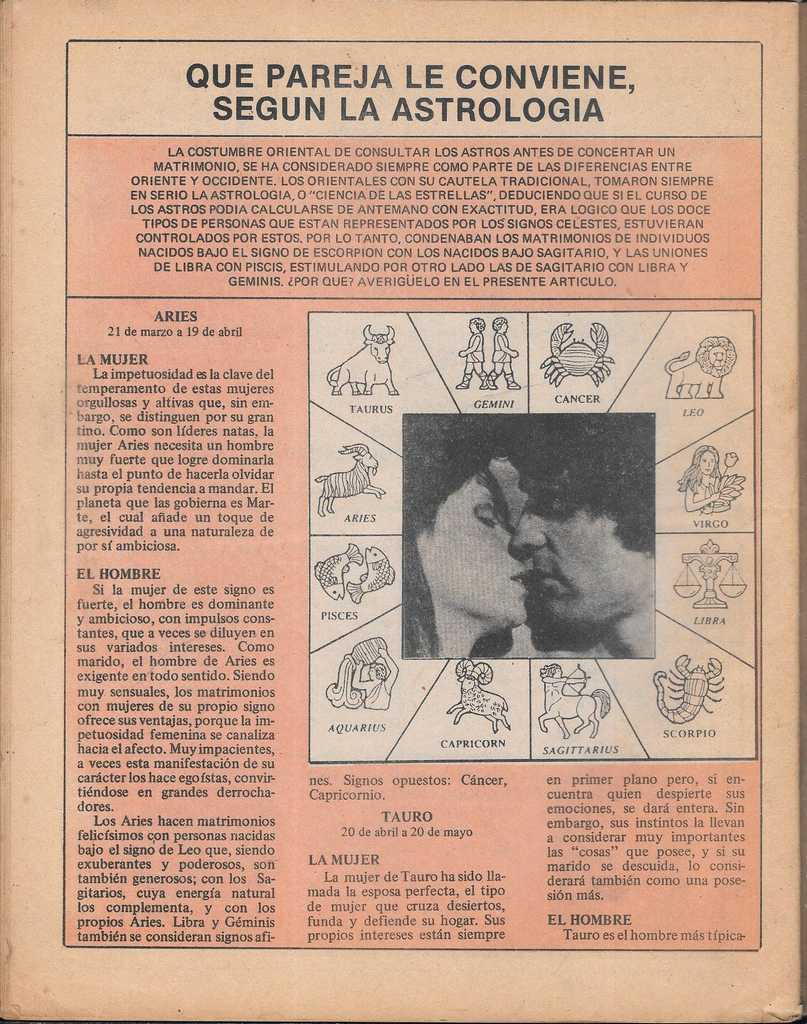 QUE PAREJA LE CONVIENE,
SEGUN LA ASTROLOGIA
LA COSTUMBRE ORIENTAL DE CONSULTAR LOS ASTROS ANTES DE CONCERTAR UN
MATRIMONIO, SE HA CONSIDERADO SIEMPRE COMO PARTE DE LAS DIFERENCIAS ENTRE
ORIENTE Y OCCIDENTE. LOS ORIENTALES CON SU CAUTELA TRADICIONAL, TOMARON SIEMPRE
EN SERIO LA ASTROLOGIA, O "CIENCIA DE LAS ESTRELLAS", DEDUCIENDO QUE SI EL CURSO DE
LOS ASTROS PODIA CALCULARSE DE ANTEMANO CON EXACTITUD, ERA LOGICO QUE LOS DOCE
TIPOS DE PERSONAS QUE ESTAN REPRESENTADOS POR LOS SIGNOS CELESTES, ESTUVIERAN
CONTROLADOS POR ESTOS. POR LO TANTO, CONDENABAN LOS MATRIMONIOS DE INDIVIDUOS
NACIDOS BAJO EL SIGNO DE ESCORPION CON LOS NACIDOS BAJO SAGITARIO, Y LAS UNIONES
DE LIBRA CON PISCIS, ESTIMULANDO POR OTRO LADO LAS DE SAGITARIO CON LIBRA Y
GEMINIS. ¿POR QUE? AVERIGÜELO EN EL PRESENTE ARTICULO.
ARIES
21 de marzo a 19 de abril
LA MUJER
La impetuosidad es la clave del
temperamento de estas mujeres
orgullosas y altivas que, sin em-
bargo, se distinguen por su gran
tino. Como son líderes natas, la
mujer Aries necesita un hombre
muy fuerte que logre dominarla
hasta el punto de hacerla olvidar
su propia tendencia a mandar. El
planeta que las gobierna es Mar-
te, el cual añade un toque de
agresividad a una naturaleza de
por sí ambiciosa.
EL HOMBRE
Si la mujer de este signo es
fuerte, el hombre es dominante
y ambicioso, con impulsos cons-
tantes, que a veces se diluyen en
sus variados intereses. Como
marido, el hombre de Aries es
exigente en todo sentido. Siendo
muy sensuales, los matrimonios
con mujeres de su propio signo
ofrece sus ventajas, porque la im-
petuosidad femenina se canaliza
hacia el afecto. Muy impacientes,
a veces esta manifestación de su
carácter los hace egoístas, convir-
tiéndose en grandes derrocha-
dores.
Los Aries hacen matrimonios
felicísimos con personas nacidas
bajo el signo de Leo que, siendo
exuberantes y poderosos, son
también generosos; con los Sa-
gitarios, cuya energía natural
los complementa, y con los
propios Aries. Libra y Géminis
también se consideran signos afi-
TAURUS
GEMINI
CANCER
LEO
ARIES
VIRGO
PISCES
LIBRA
AQUARIUS
CAPRICORN
SAGITTARIUS
SCORPIO
nes. Signos opuestos: Cáncer,
Capricornio.
TAURO
20 de abril a 20 de mayo
LA MUJER
La mujer de Tauro ha sido lla-
mada la esposa perfecta, el tipo
de mujer que cruza desiertos,
funda y defiende su hogar. Sus
propios intereses están siempre
en primer plano pero, si en-
cuentra quien despierte sus
emociones, se dará entera. Sin
embargo, sus instintos la llevan
a considerar muy importantes
las "cosas" que posee, y si su
marido se descuida, lo consi-
derará también como una pose-
sión más.
EL HOMBRE
Tauro es el hombre más típica-